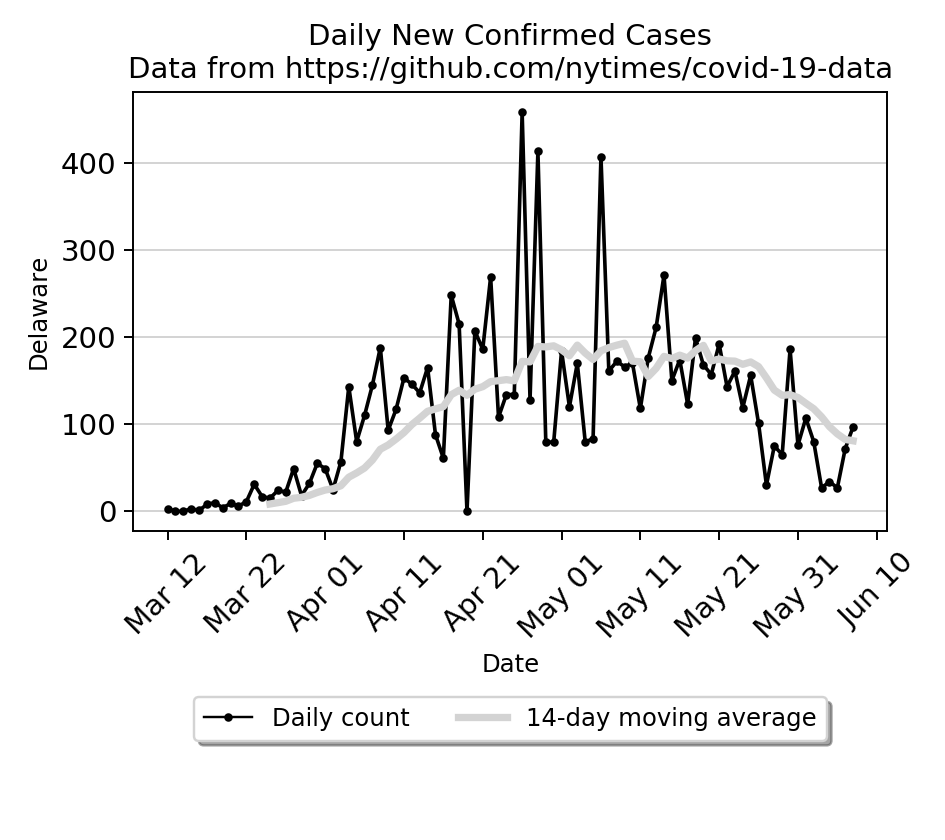 Daily New Confirmed Cases
Data from https://github.com/nytimes/covid-19-data
Delaware
400
300
200
100
0
Mar 12
Mar 22
Apr 01
Apr 11
Apr 21
May 01
May 11
May 21
May 31
Jun 10
Date
Daily count
14-day moving average